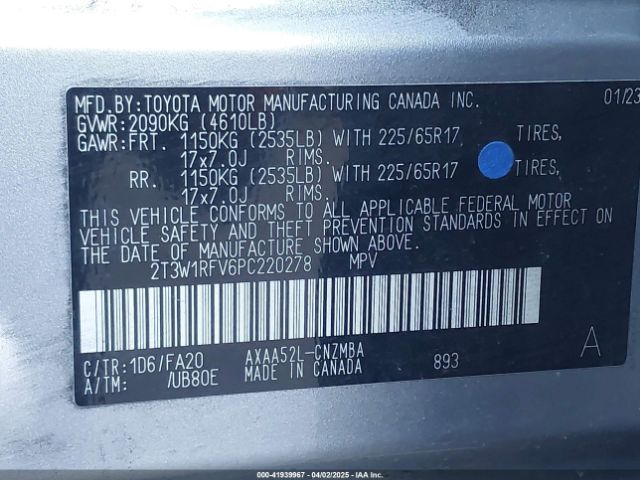 MFD.BY:TOYOTA MOTOR MANUFACTURING CANADA INC. 01/23
GVWR:2090KG (4610LB)
GAWR:FRT. 1150KG (2535LB) WITH 225/65R17 TIRES,
17x7.0J RIMS.
RR. 1150KG (2535LB) WITH 225/65R17 TIRES,
17x7.0J RIMS.
THIS VEHICLE CONFORMS TO ALL APPLICABLE FEDERAL MOTOR
VEHICLE SAFETY AND THEFT PREVENTION STANDARDS IN EFFECT ON
THE DATE OF MANUFACTURE SHOWN ABOVE.
2T3W1RFV6PC220278 MPV
C/TR:1D6/FA20 AXAA52L-CNZMBA 893 A
A/TM: /UB80E MADE IN CANADA
000-41939967 - 04/02/2025 - IAAI.com